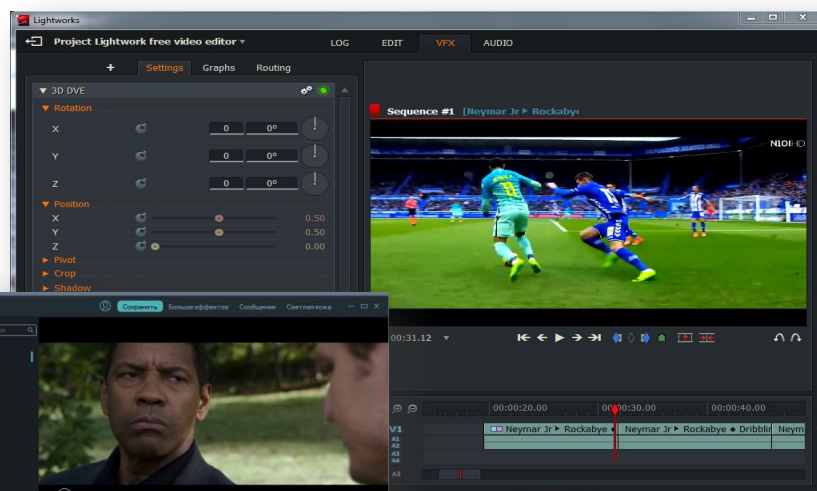 Lightworks
Project Lightwork free video editor
LOG EDIT VFX AUDIO
+ Settings Graphs Routing
3D DVE
Rotation
X 0 0°
Y 0 0°
Z 0 0°
Position
X 0.50
Y 0.50
Z 0.00
Pivot
Crop
Shadow
Sequence #1 [Neymar Jr ▸ Rockaby
HD
Сохранить Больше эффектов Сообщение Светлая кожа
00:31.12
00:00:20.00 00:00:30.00 00:00:40.00
V1 Neymar Jr ▸ Rockabye ● Neymar Jr ▸ Rockabye ● Dribblin Neym
A1
A2
A3
A4
All